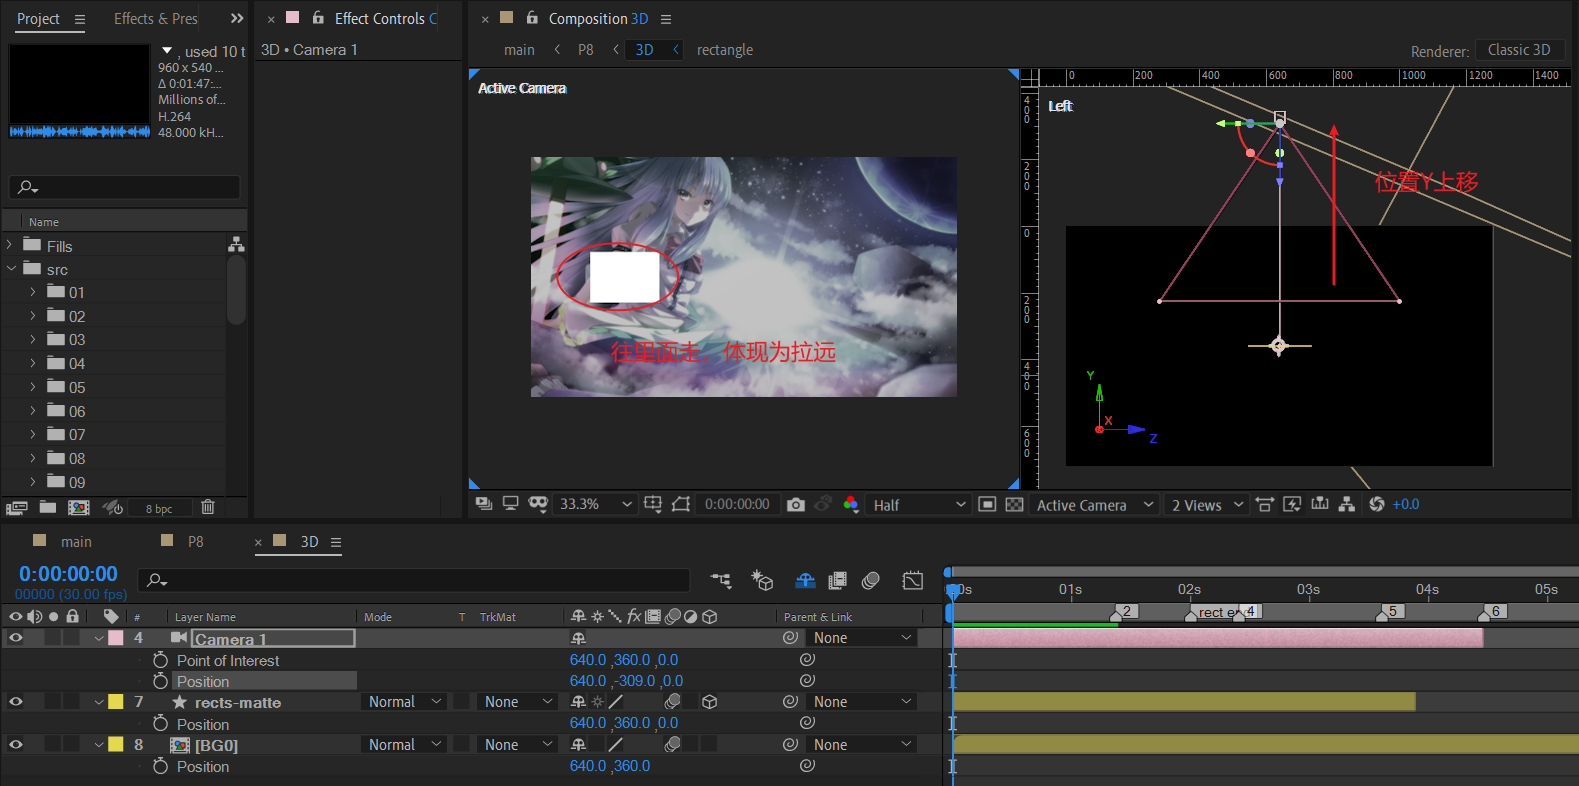 Project ≡
Effects & Pres
»
Effect Controls C
Composition 3D ≡
, used 10 t
960 x 540 ...
Δ 0:01:47:...
Millions of...
H.264
48.000 kH...
3D • Camera 1
main < P8 < 3D < rectangle
Renderer: Classic 3D
Active Camera
0 200 400 600 800 1000 1200 1400
Left
400
200
0
200
400
600
位置Y上移
往里面走，体现为拉远
Y
X
Z
Name
Fills
src
01
02
03
04
05
06
07
08
09
8 bpc
33.3%
0:00:00:00
Half
Active Camera
2 Views
+0.0
main
P8
× 3D ≡
0:00:00:00
00000 (30.00 fps)
# Layer Name Mode T TrkMat Parent & Link
00s 01s 02s 03s 04s 05s
2 rect e 4 5 6
4 Camera 1 None
Point of Interest 640.0 ,360.0 ,0.0
Position 640.0 ,-309.0 ,0.0
7 rects-matte Normal None None
Position 640.0 ,360.0 ,0.0
8 [BG0] Normal None None
Position 640.0 ,360.0